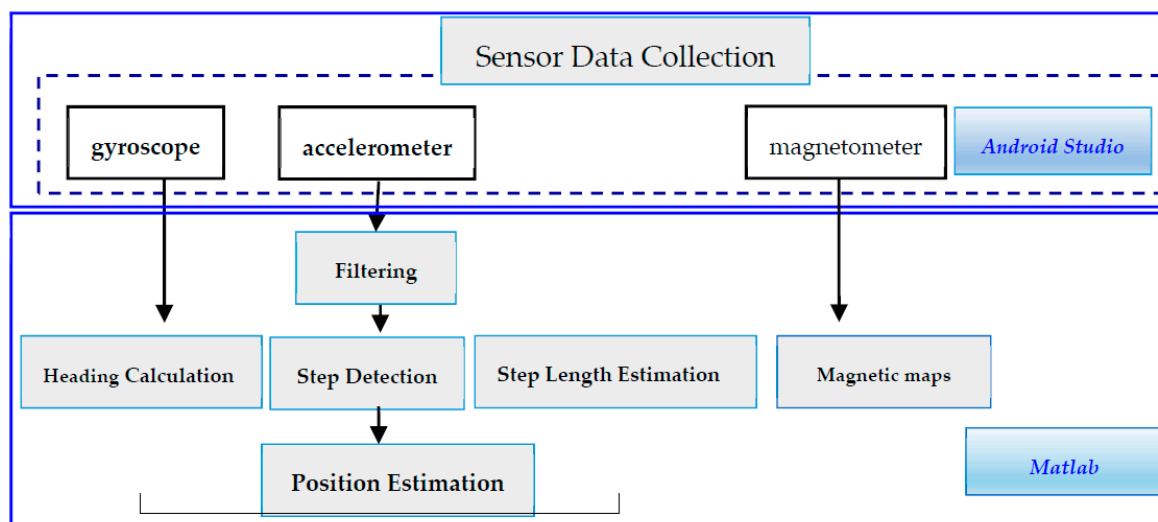 Sensor Data Collection
gyroscope
accelerometer
magnetometer
Android Studio
Filtering
Heading Calculation
Step Detection
Step Length Estimation
Magnetic maps
Position Estimation
Matlab